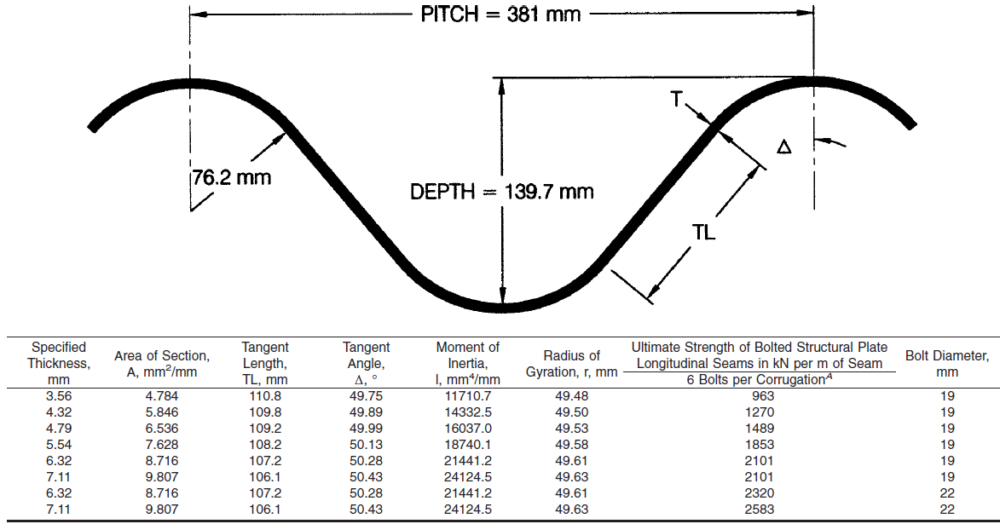 PITCH = 381 mm
T
Δ
76.2 mm
DEPTH = 139.7 mm
TL
Specified Thickness, mm Area of Section, A, mm²/mm Tangent Length, TL, mm Tangent Angle, Δ, ° Moment of Inertia, I, mm⁴/mm Radius of Gyration, r, mm Ultimate Strength of Bolted Structural Plate Longitudinal Seams in kN per m of Seam Bolt Diameter, mm
6 Bolts per Corrugationᴬ
3.56 4.784 110.8 49.75 11710.7 49.48 963 19
4.32 5.846 109.8 49.89 14332.5 49.50 1270 19
4.79 6.536 109.2 49.99 16037.0 49.53 1489 19
5.54 7.628 108.2 50.13 18740.1 49.58 1853 19
6.32 8.716 107.2 50.28 21441.2 49.61 2101 19
7.11 9.807 106.1 50.43 24124.5 49.63 2101 19
6.32 8.716 107.2 50.28 21441.2 49.61 2320 22
7.11 9.807 106.1 50.43 24124.5 49.63 2583 22